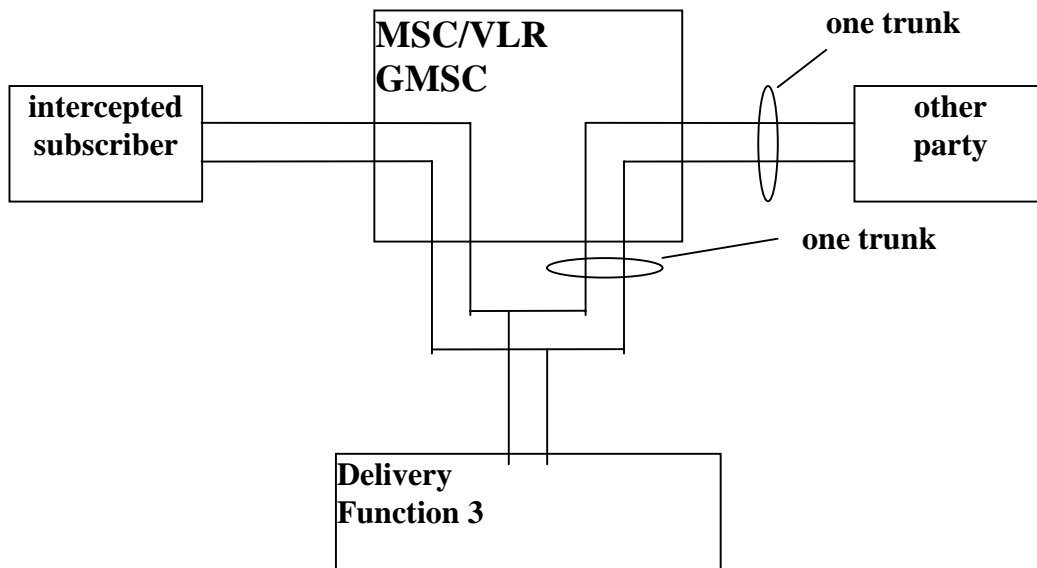 MSC/VLR
GMSC
one trunk
intercepted
subscriber
other
party
one trunk
Delivery
Function 3